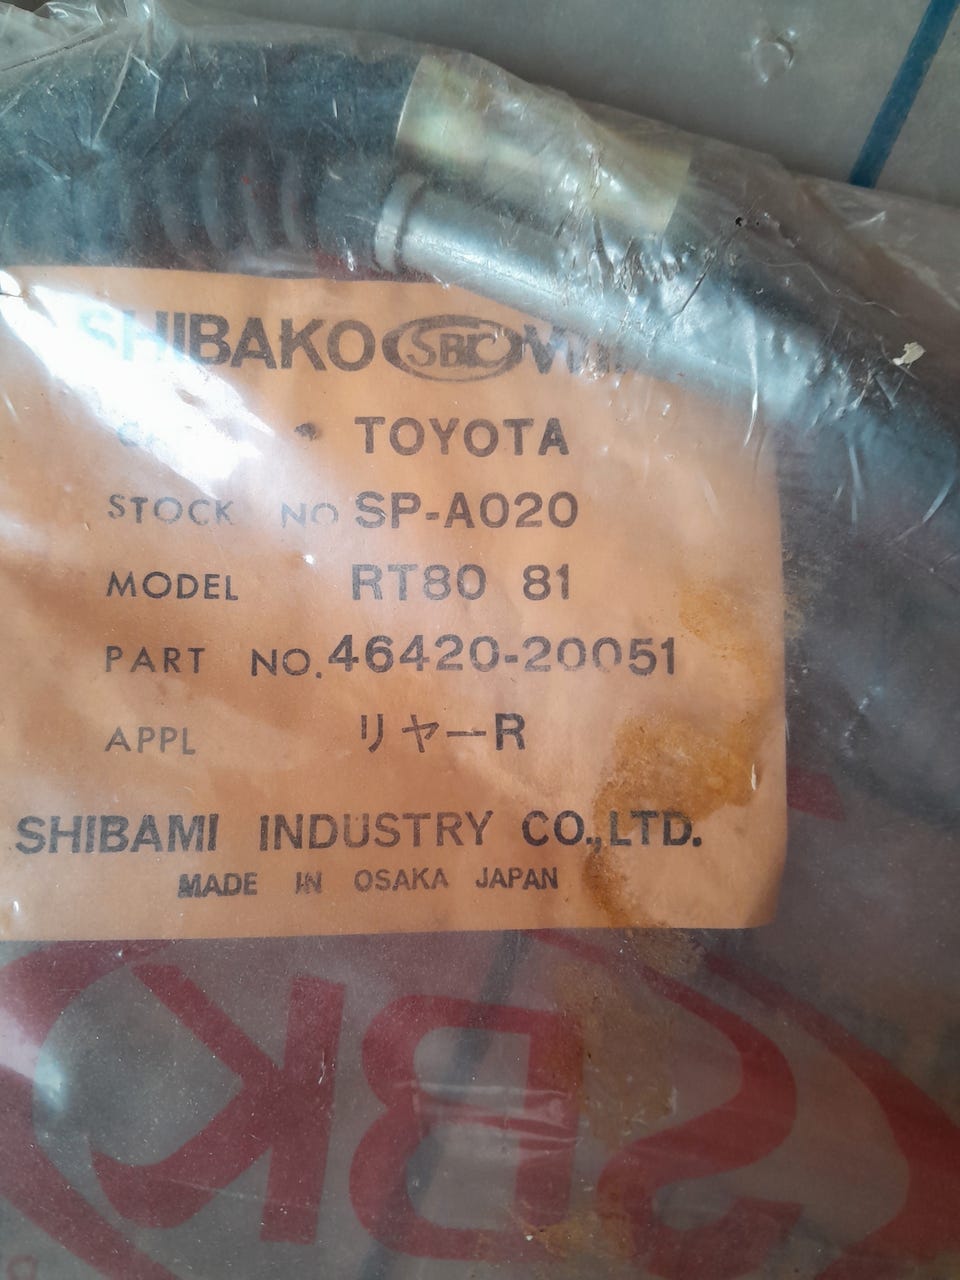 SHIBAKO SBC
TOYOTA
STOCK NO SP-A020
MODEL RT80 81
PART NO. 46420-20051
APPL リヤーR
SHIBAMI INDUSTRY CO.,LTD.
MADE IN OSAKA JAPAN
SBK